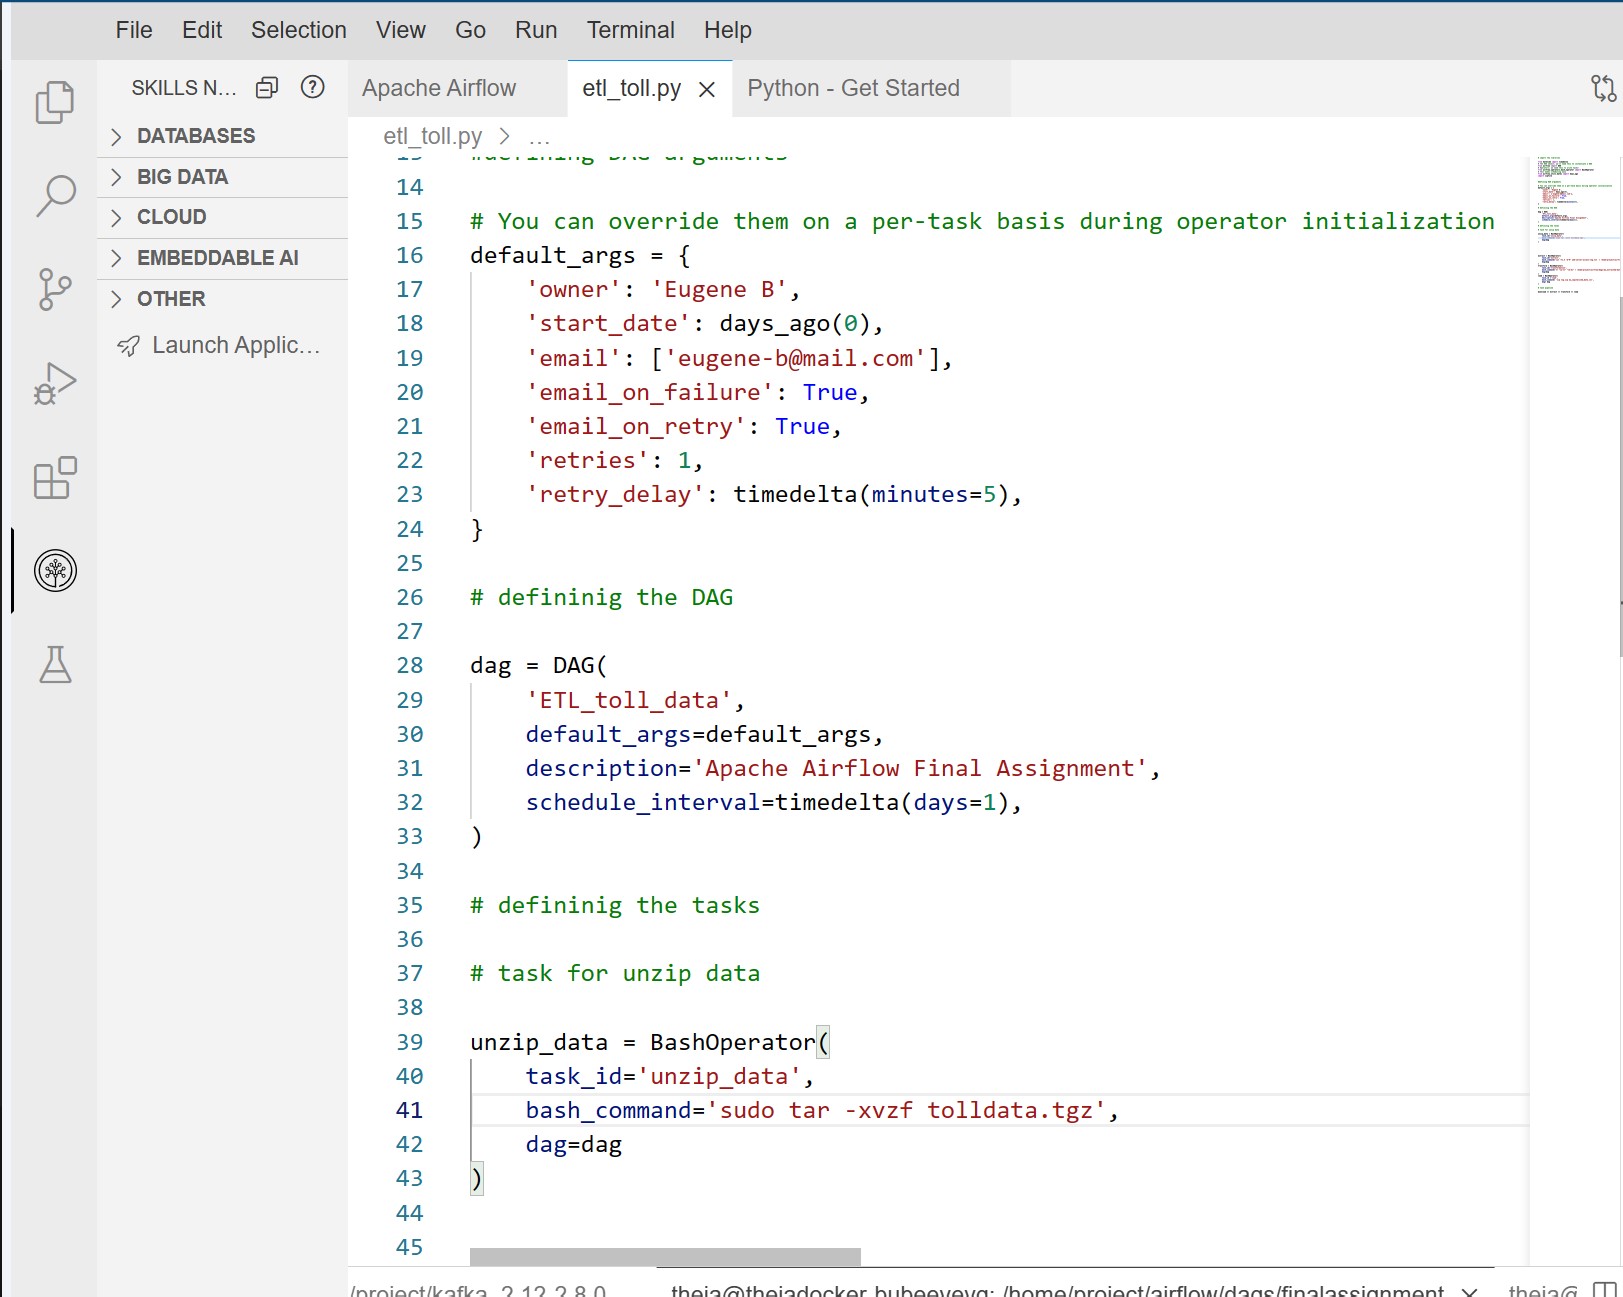 File Edit Selection View Go Run Terminal Help
SKILLS N...
Apache Airflow
etl_toll.py
Python - Get Started
DATABASES
BIG DATA
CLOUD
EMBEDDABLE AI
OTHER
Launch Applic...
etl_toll.py > ...
#defining DAG arguments
14
15 # You can override them on a per-task basis during operator initialization
16 default_args = {
17 'owner': 'Eugene B',
18 'start_date': days_ago(0),
19 'email': ['eugene-b@mail.com'],
20 'email_on_failure': True,
21 'email_on_retry': True,
22 'retries': 1,
23 'retry_delay': timedelta(minutes=5),
24 }
25
26 # defininig the DAG
27
28 dag = DAG(
29 'ETL_toll_data',
30 default_args=default_args,
31 description='Apache Airflow Final Assignment',
32 schedule_interval=timedelta(days=1),
33 )
34
35 # defininig the tasks
36
37 # task for unzip data
38
39 unzip_data = BashOperator(
40 task_id='unzip_data',
41 bash_command='sudo tar -xvzf tolldata.tgz',
42 dag=dag
43 )
44
45
/project/kafka_2.12-2.8.0
theia@theiadocker-bubeevevg: /home/project/airflow/dags/finalassignment
theia@